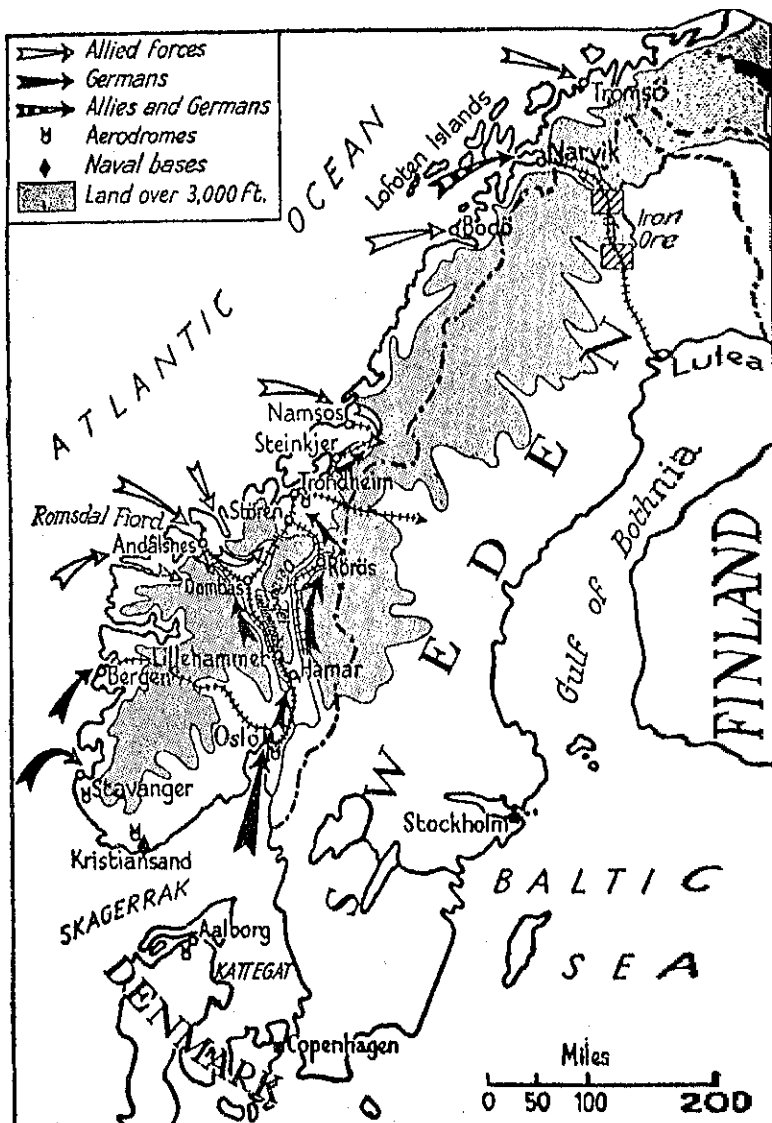 Allied Forces
Germans
Allies and Germans
Aerodromes
Naval bases
Land over 3,000 ft.
ATLANTIC OCEAN
Tromsö
Lofoten Islands
Narvik
Bodö
Iron
Ore
Lulea
Namsos
Steinkjer
Trondheim
Stören
Romsdal Fiord
Andalsnes
Dombas
Röros
Lillehammer
Hamar
Bergen
Oslo
Stavanger
Kristiansand
SWEDEN
Gulf of Bothnia
FINLAND
Stockholm
SKAGERRAK
BALTIC
SEA
Aalborg
KATTEGAT
DENMARK
Copenhagen
Miles
0 50 100 200